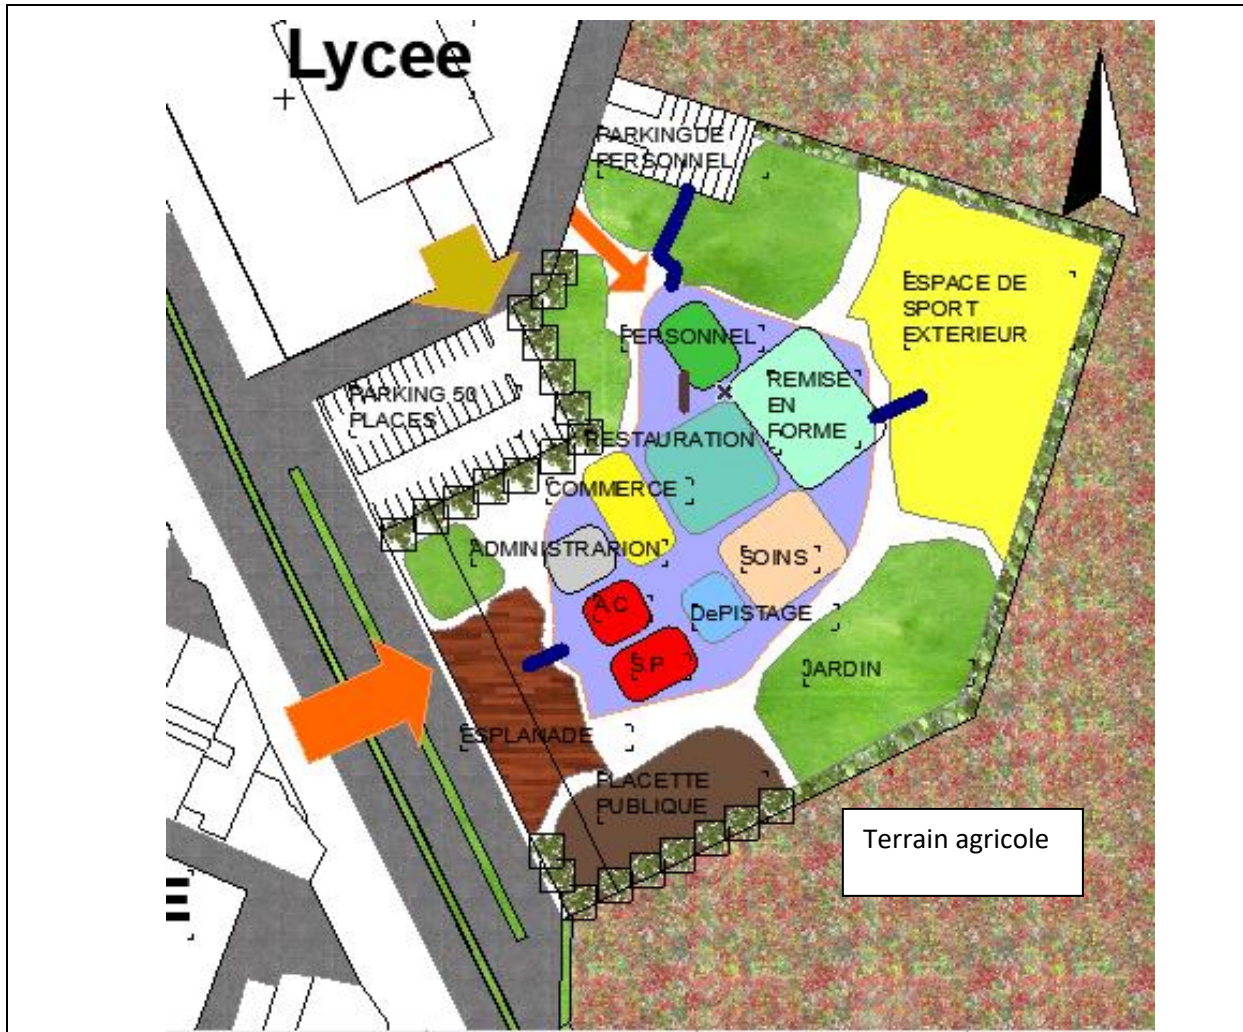 Lycee
PARKING DE
PERSONNEL
ESPACE DE
SPORT
EXTERIEUR
PERSONNEL
REMISE
EN
FORME
PARKING 50
PLACES
RESTAURATION
COMMERCE
ADMINISTRARION
SOINS
A.C
DePISTAGE
S.P
JARDIN
ESPLANADE
PLACETTE
PUBLIQUE
Terrain agricole